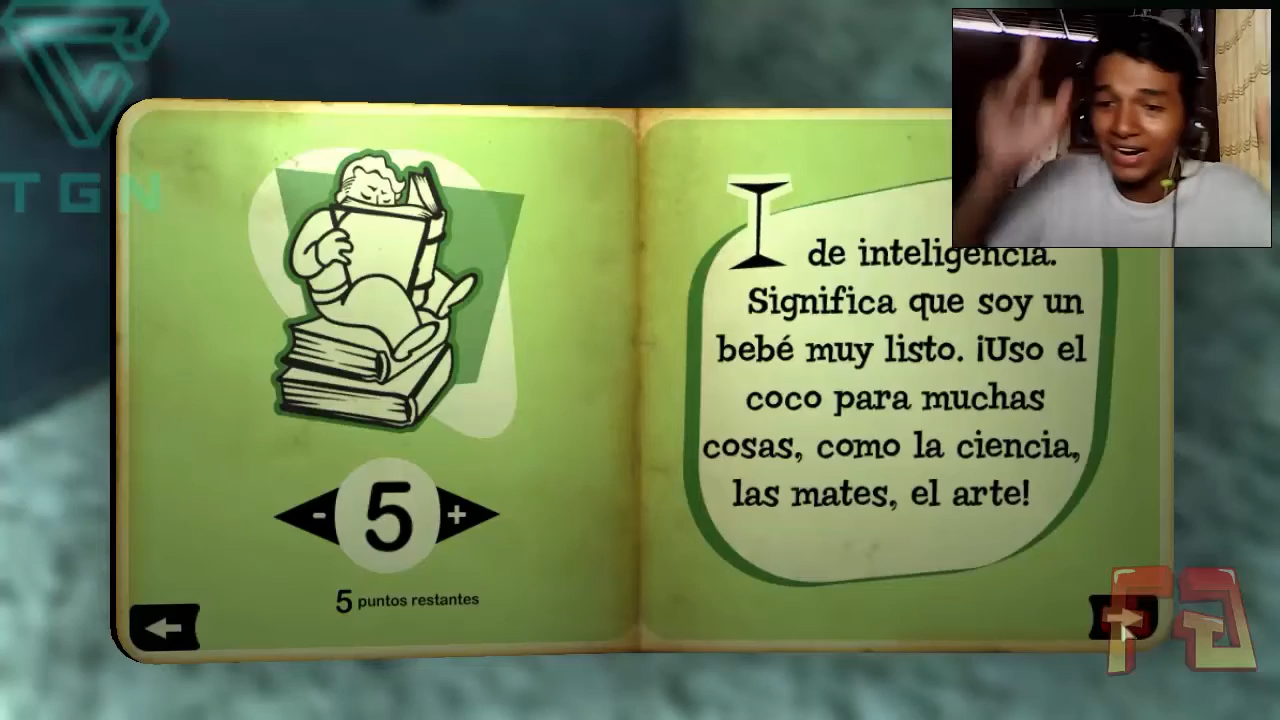 TGN
I
de inteligencia.
Significa que soy un
bebé muy listo. ¡Uso el
coco para muchas
cosas, como la ciencia,
las mates, el arte!
- 5 +
5 puntos restantes